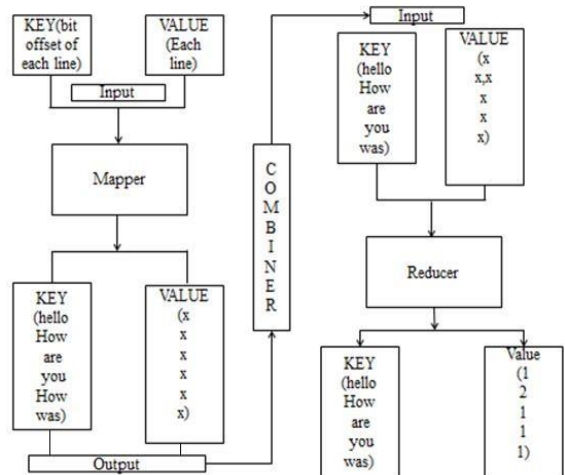 KEY(bit
offset of
each line)
VALUE
(Each
line)
Input
Mapper
KEY
(hello
How
are
you
How
was)
VALUE
(x
x
x
x
x
x)
Output
C
O
M
B
I
N
E
R
Input
KEY
(hello
How
are
you
was)
VALUE
(x
x,x
x
x
x)
Reducer
KEY
(hello
How
are
you
was)
Value
(1
2
1
1
1)